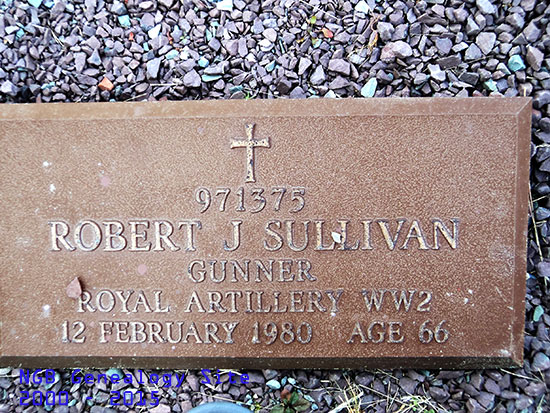 971375
ROBERT J SULLIVAN
GUNNER
ROYAL ARTILLERY WW2
12 FEBRUARY 1980 AGE 66
NGB Genealogy Site
2000 - 2015